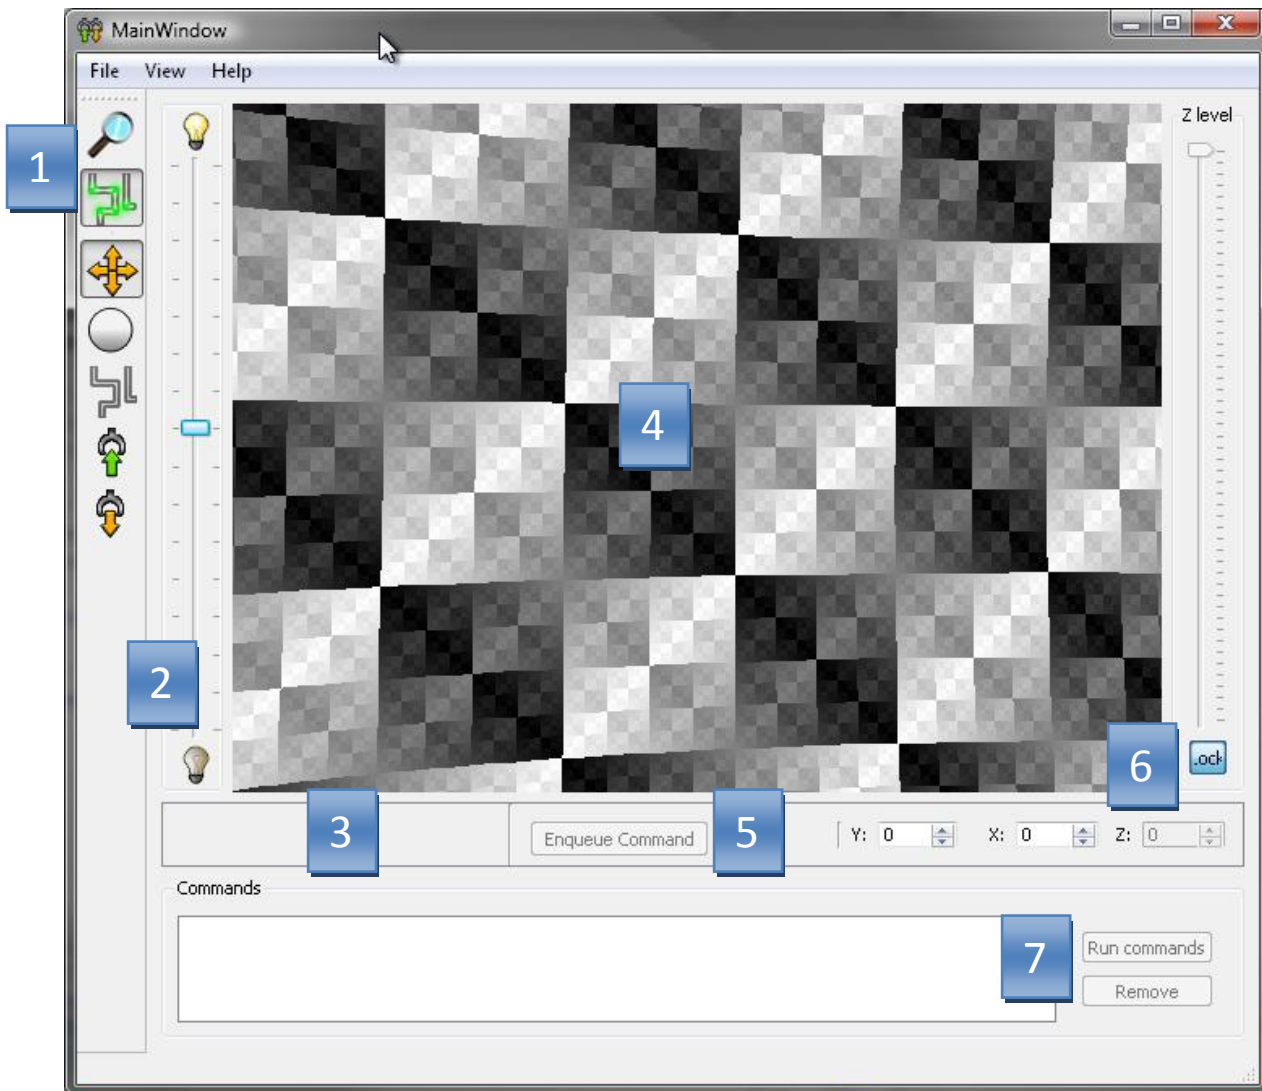 MainWindow
File View Help
Z level
1
4
2
6
.ock
3
Enqueue Command
5
Y: 0 X: 0 Z: 0
Commands
7
Run commands
Remove